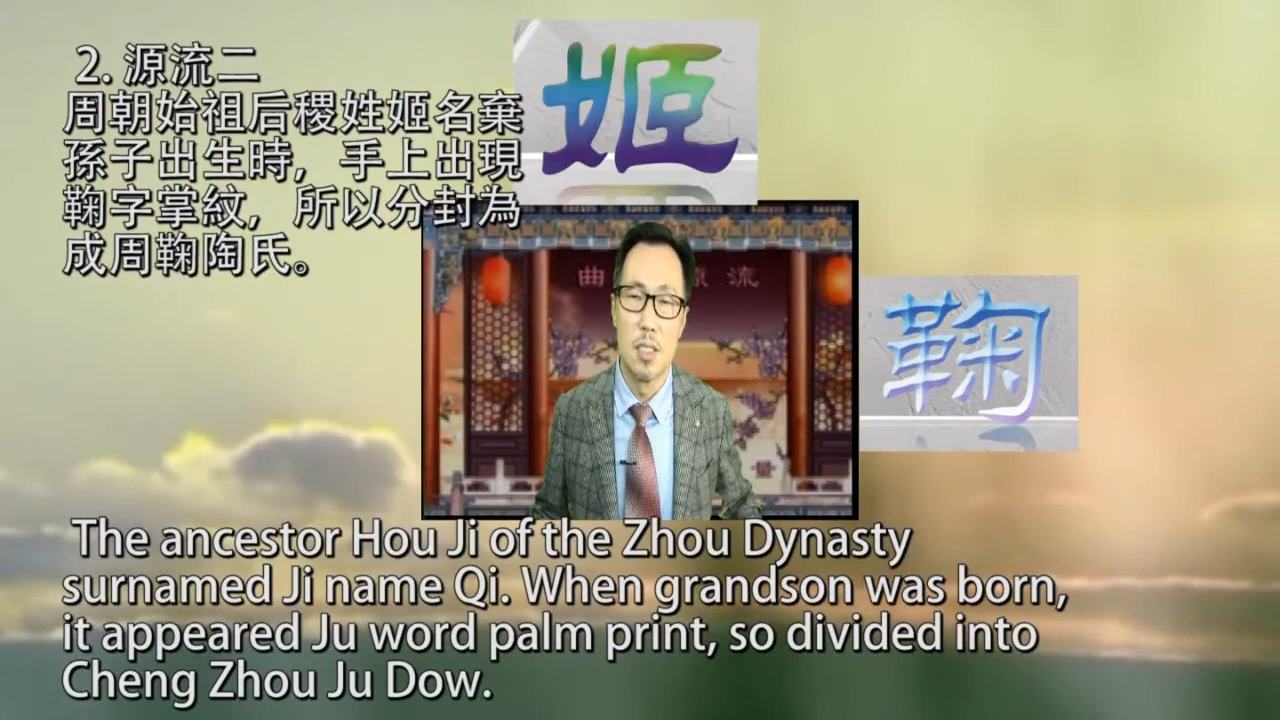 2. 源流二
周朝始祖后稷姓姬名棄
孫子出生時，手上出現
鞠字掌紋，所以分封為
成周鞠陶氏。
姬
鞠
曲
流
The ancestor Hou Ji of the Zhou Dynasty
surnamed Ji name Qi. When grandson was born,
it appeared Ju word palm print, so divided into
Cheng Zhou Ju Dow.